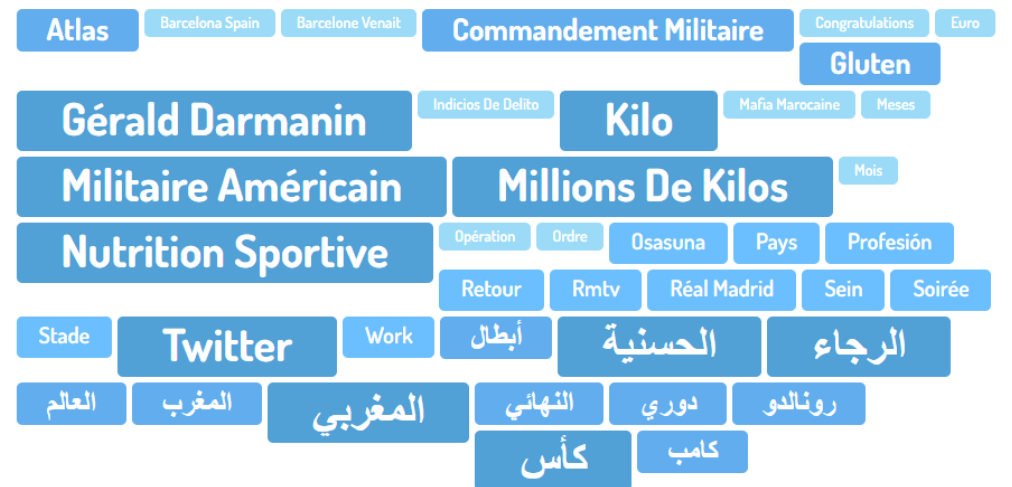 Atlas Barcelona Spain Barcelone Venait Commandement Militaire Congratulations Euro
Gluten
Gérald Darmanin Indicios De Delito Kilo Mafia Marocaine Meses
Militaire Américain Millions De Kilos Mois
Nutrition Sportive Opération Ordre Osasuna Pays Profesión
Retour Rmtv Réal Madrid Sein Soirée
Stade Twitter Work أبطال الحسنية الرجاء
العالم المغرب المغربي النهائي دوري رونالدو
كأس كامب